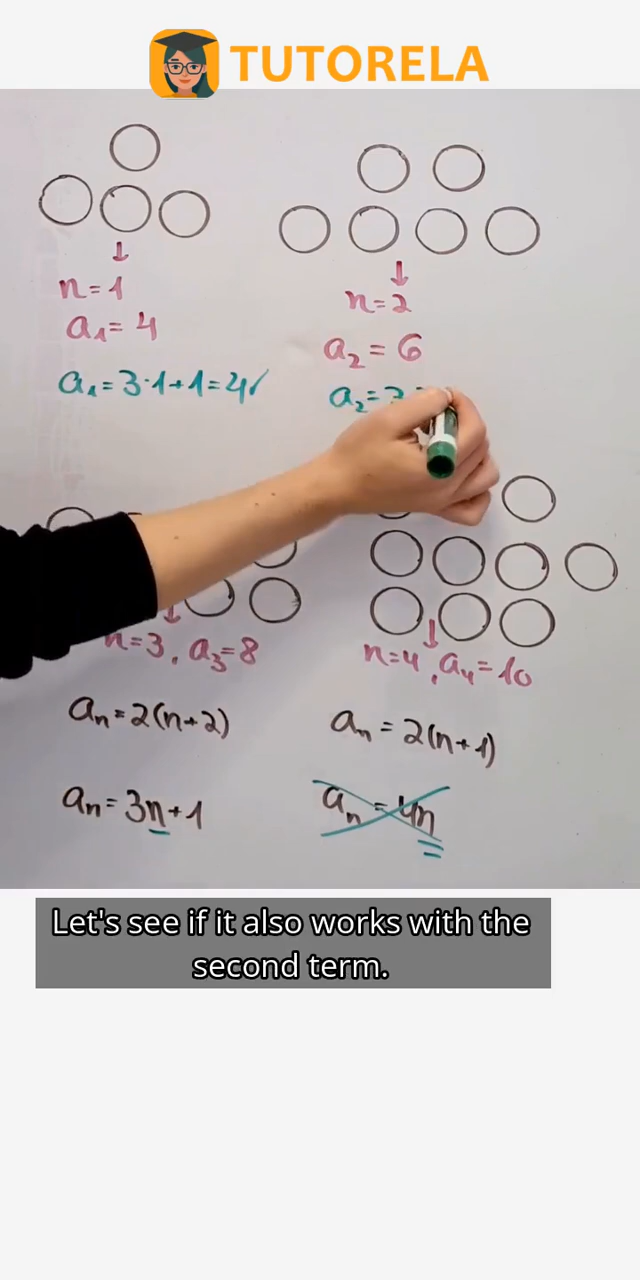 TUTORELA
n=1
a₁=4
a₁=3·1+1=4✓
n=2
a₂=6
a₂=
n=3, a₃=8
n=4, a₄=10
aₙ=2(n+2)
aₙ=2(n+1)
aₙ=3n+1
aₙ=4n
Let's see if it also works with the
second term.